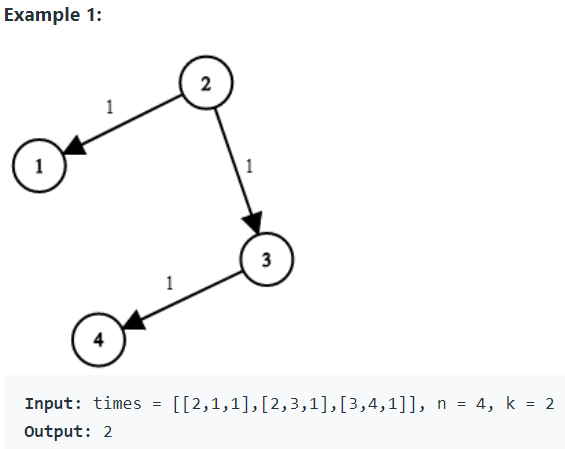 Example 1:
2
1
1
1
3
1
4
Input: times = [[2,1,1],[2,3,1],[3,4,1]], n = 4, k = 2
Output: 2